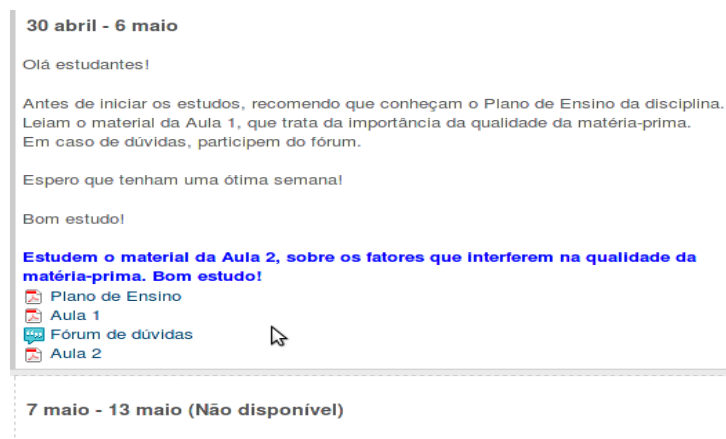 30 abril - 6 maio
Olá estudantes!
Antes de iniciar os estudos, recomendo que conheçam o Plano de Ensino da disciplina.
Leiam o material da Aula 1, que trata da importância da qualidade da matéria-prima.
Em caso de dúvidas, participem do fórum.
Espero que tenham uma ótima semana!
Bom estudo!
Estudem o material da Aula 2, sobre os fatores que interferem na qualidade da
matéria-prima. Bom estudo!
Plano de Ensino
Aula 1
Fórum de dúvidas
Aula 2
7 maio - 13 maio (Não disponível)